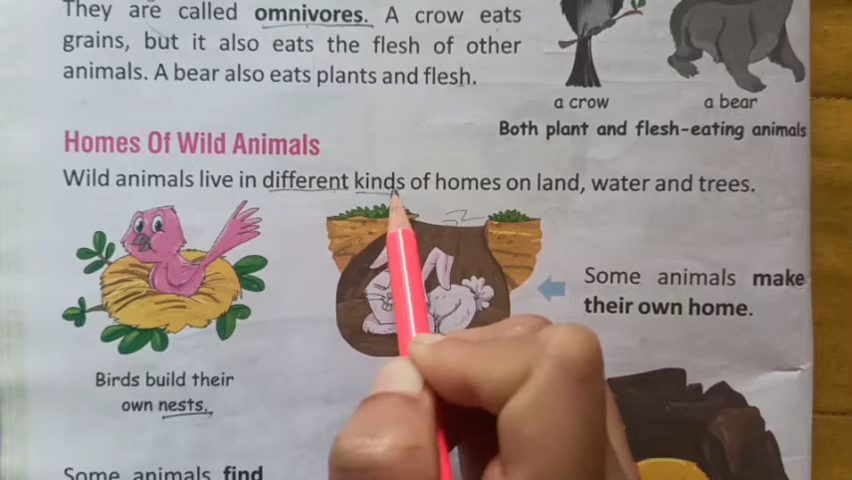 They are called omnivores. A crow eats
grains, but it also eats the flesh of other
animals. A bear also eats plants and flesh.
a crow
a bear
Both plant and flesh-eating animals
Homes Of Wild Animals
Wild animals live in different kinds of homes on land, water and trees.
Some animals make
their own home.
Birds build their
own nests.
Some animals find